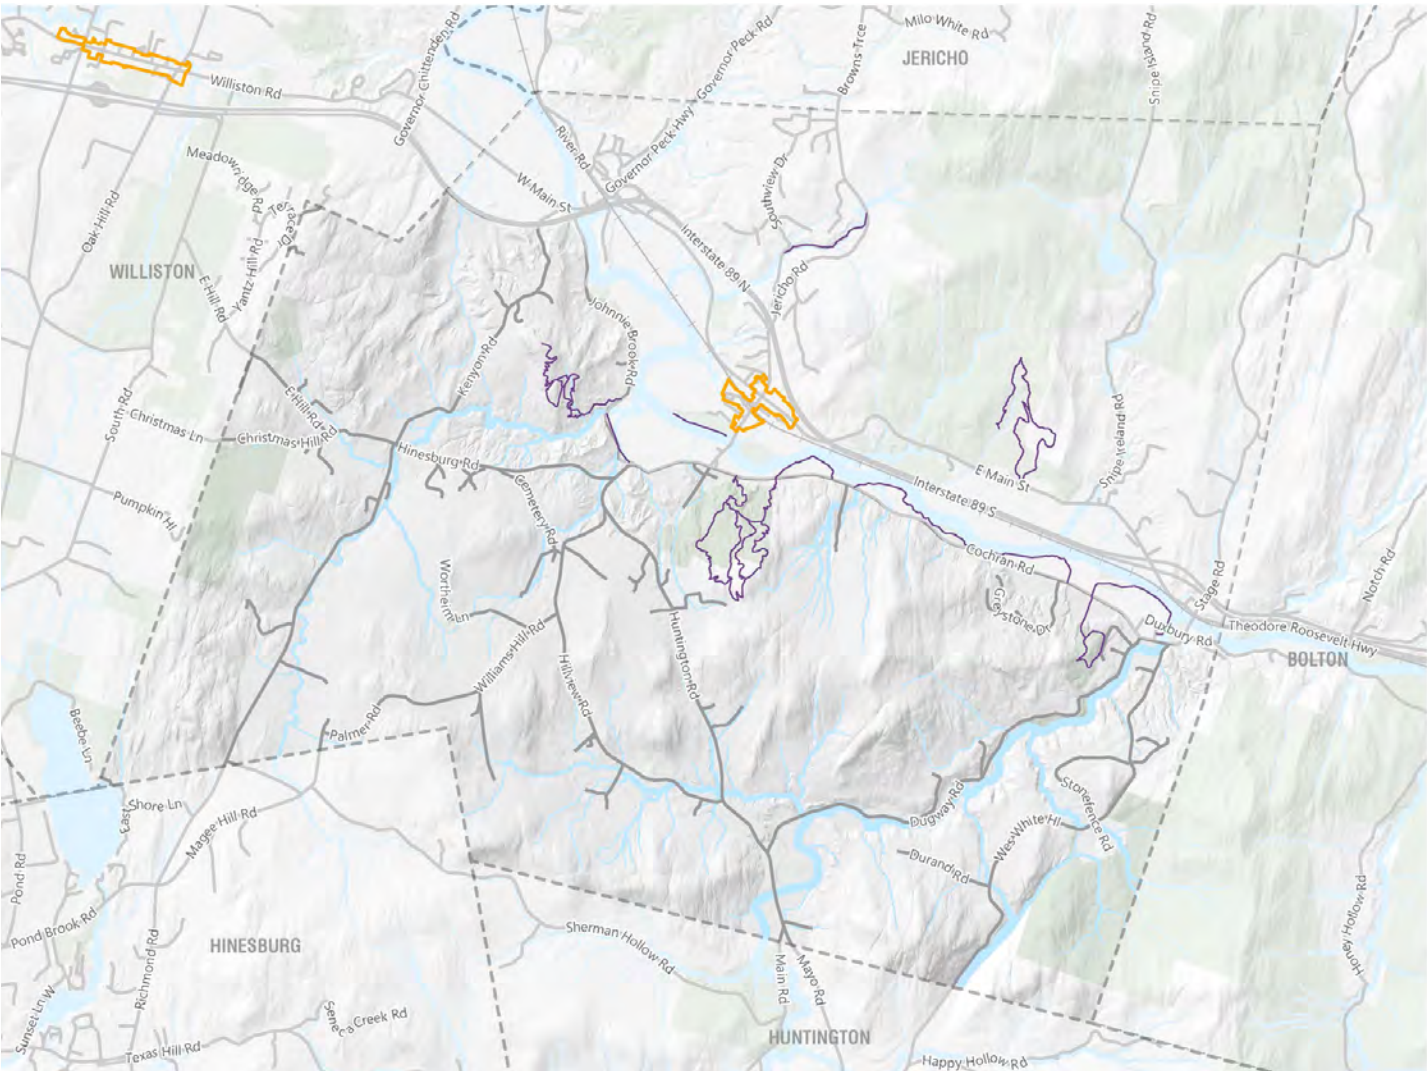 Milo White Rd
JERICHO
Governor Peck Rd
Browns Trce
Snipe Island Rd
Governor Chittenden Rd
Williston Rd
River Rd
Governor Peck Hwy
Meadowridge Rd
Terrace Dr
W Main St
Southview Dr
Oak Hill Rd
Yantz Hill Rd
Interstate 89 N
WILLISTON
E Hill Rd
Jericho Rd
Johnnie Brook Rd
Kenyon Rd
South Rd
E Hill Rd
Christmas Ln
Christmas Hill Rd
Snipe Ireland Rd
Hinesburg Rd
E Main St
Interstate 89 S
Pumpkin Hl
Cemetery Rd
Cochran Rd
Notch Rd
Stage Rd
Wortheim Ln
Greystone Dr
Duxbury Rd
Theodore Roosevelt Hwy
BOLTON
Williams Hill Rd
Huntington Rd
Hillview Rd
Beebe Ln
Palmer Rd
East Shore Ln
Magee Hill Rd
Dugway Rd
Stonefence Rd
Wes White Hl
Durand Rd
Pond Rd
Honey Hollow Rd
Pond Brook Rd
HINESBURG
Sherman Hollow Rd
Richmond Rd
Main Rd
Mayo Rd
Sunset Ln W
Seneca Creek Rd
Texas Hill Rd
HUNTINGTON
Happy Hollow Rd